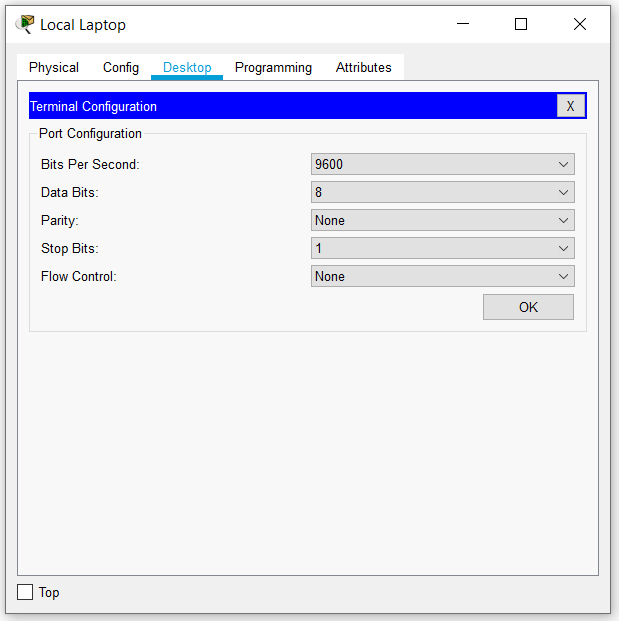 Local Laptop
Physical Config Desktop Programming Attributes
Terminal Configuration X
Port Configuration
Bits Per Second: 9600
Data Bits: 8
Parity: None
Stop Bits: 1
Flow Control: None
OK
Top